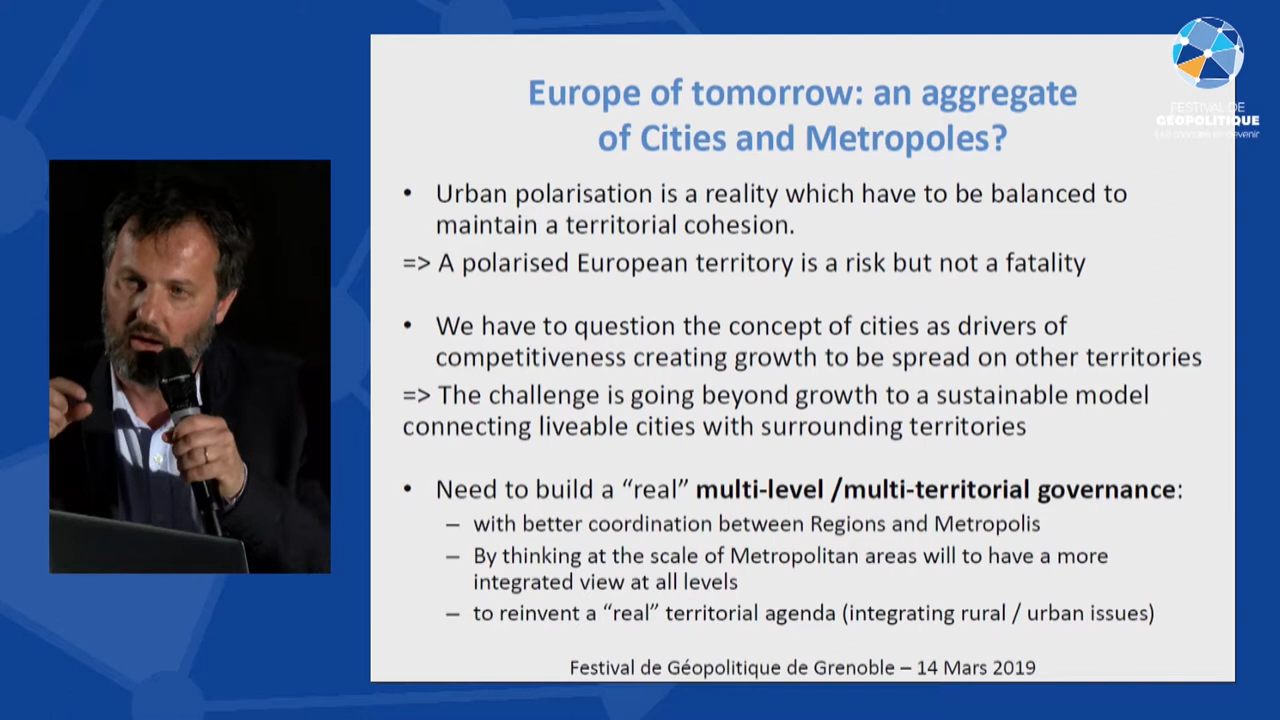 Europe of tomorrow: an aggregate
of Cities and Metropoles?
• Urban polarisation is a reality which have to be balanced to
maintain a territorial cohesion.
=> A polarised European territory is a risk but not a fatality
• We have to question the concept of cities as drivers of
competitiveness creating growth to be spread on other territories
=> The challenge is going beyond growth to a sustainable model
connecting liveable cities with surrounding territories
• Need to build a “real” multi-level /multi-territorial governance:
– with better coordination between Regions and Metropolis
– By thinking at the scale of Metropolitan areas will to have a more
integrated view at all levels
– to reinvent a “real” territorial agenda (integrating rural / urban issues)
Festival de Géopolitique de Grenoble – 14 Mars 2019
FESTIVAL DE
GÉOPOLITIQUE